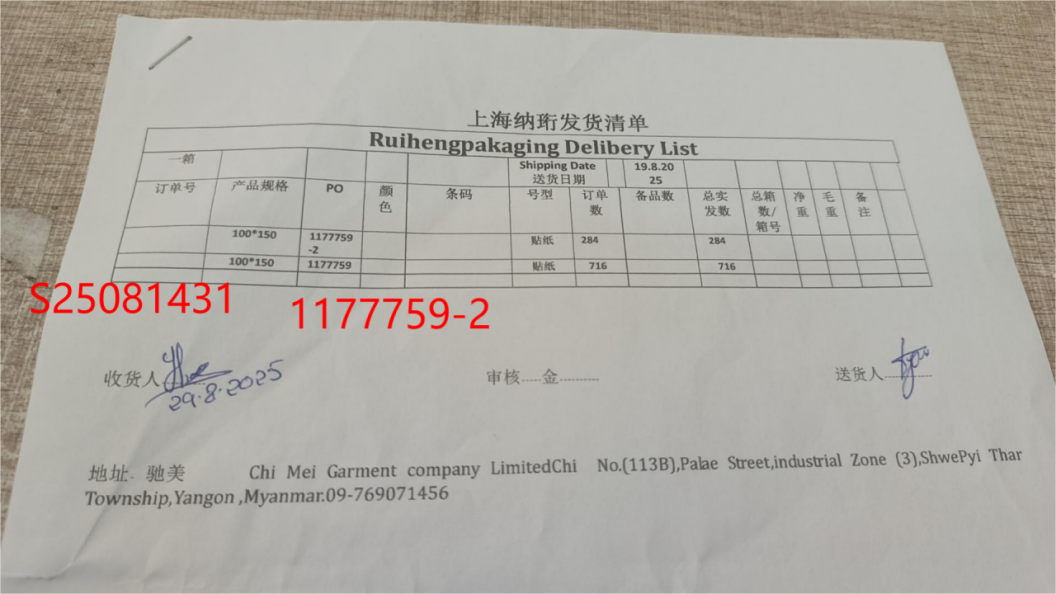 上海纳珩发货清单
Ruihengpakaging Delibery List
一箱 Shipping Date 送货日期 19.8.2025
订单号 产品规格 PO 颜色 条码 号型 订单数 备品数 总实发数 总箱数/箱号 净重 毛重 备注
100*150 1177759-2 贴纸 284 284
100*150 1177759 贴纸 716 716
S25081431 1177759-2
收货人 审核.....金.......... 送货人
29.8.2025
地址. 驰美 Chi Mei Garment company LimitedChi No.(113B),Palae Street,industrial Zone (3),ShwePyi Thar
Township,Yangon ,Myanmar.09-769071456